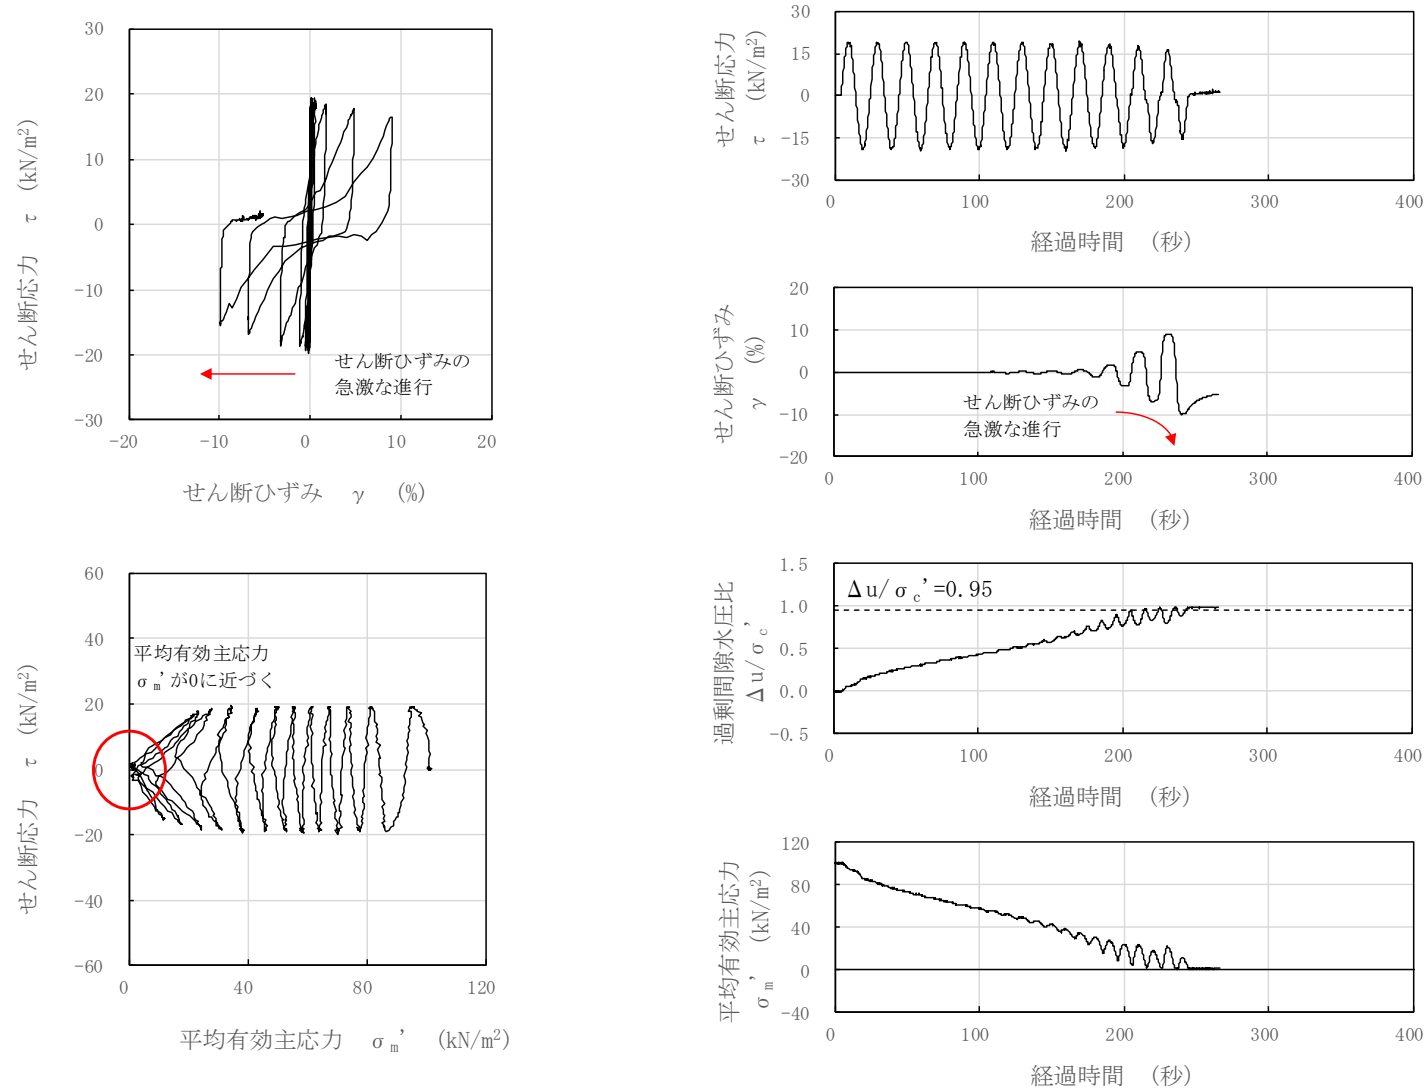 30
20
10
0
-10
-20
-30
-20
-10
0
10
20
せん断応力 τ (kN/m²)
せん断ひずみ γ (%)
せん断ひずみの
急激な進行
60
40
20
0
-20
-40
-60
0
40
80
120
せん断応力 τ (kN/m²)
平均有効主応力 σm' (kN/m²)
平均有効主応力
σm'が0に近づく
30
15
0
-15
-30
0
100
200
300
400
せん断応力
τ (kN/m²)
経過時間 (秒)
20
10
0
-10
-20
0
100
200
300
400
せん断ひずみ
γ (%)
経過時間 (秒)
せん断ひずみの
急激な進行
1.5
1.0
0.5
0.0
-0.5
0
100
200
300
400
過剰間隙水圧比
Δu/σc'
経過時間 (秒)
Δu/σc'=0.95
120
80
40
0
-40
0
100
200
300
400
平均有効主応力
σm' (kN/m²)
経過時間 (秒)